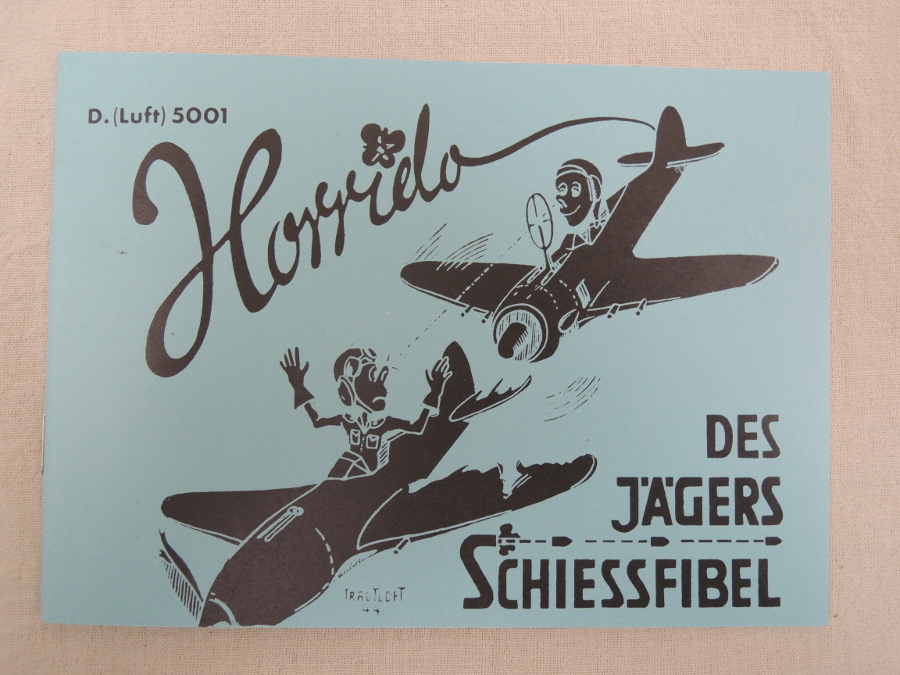 D. (Luft) 5001
Horrido
DES
JÄGERS
SCHIESSFIBEL
TRAUTLOFT
44